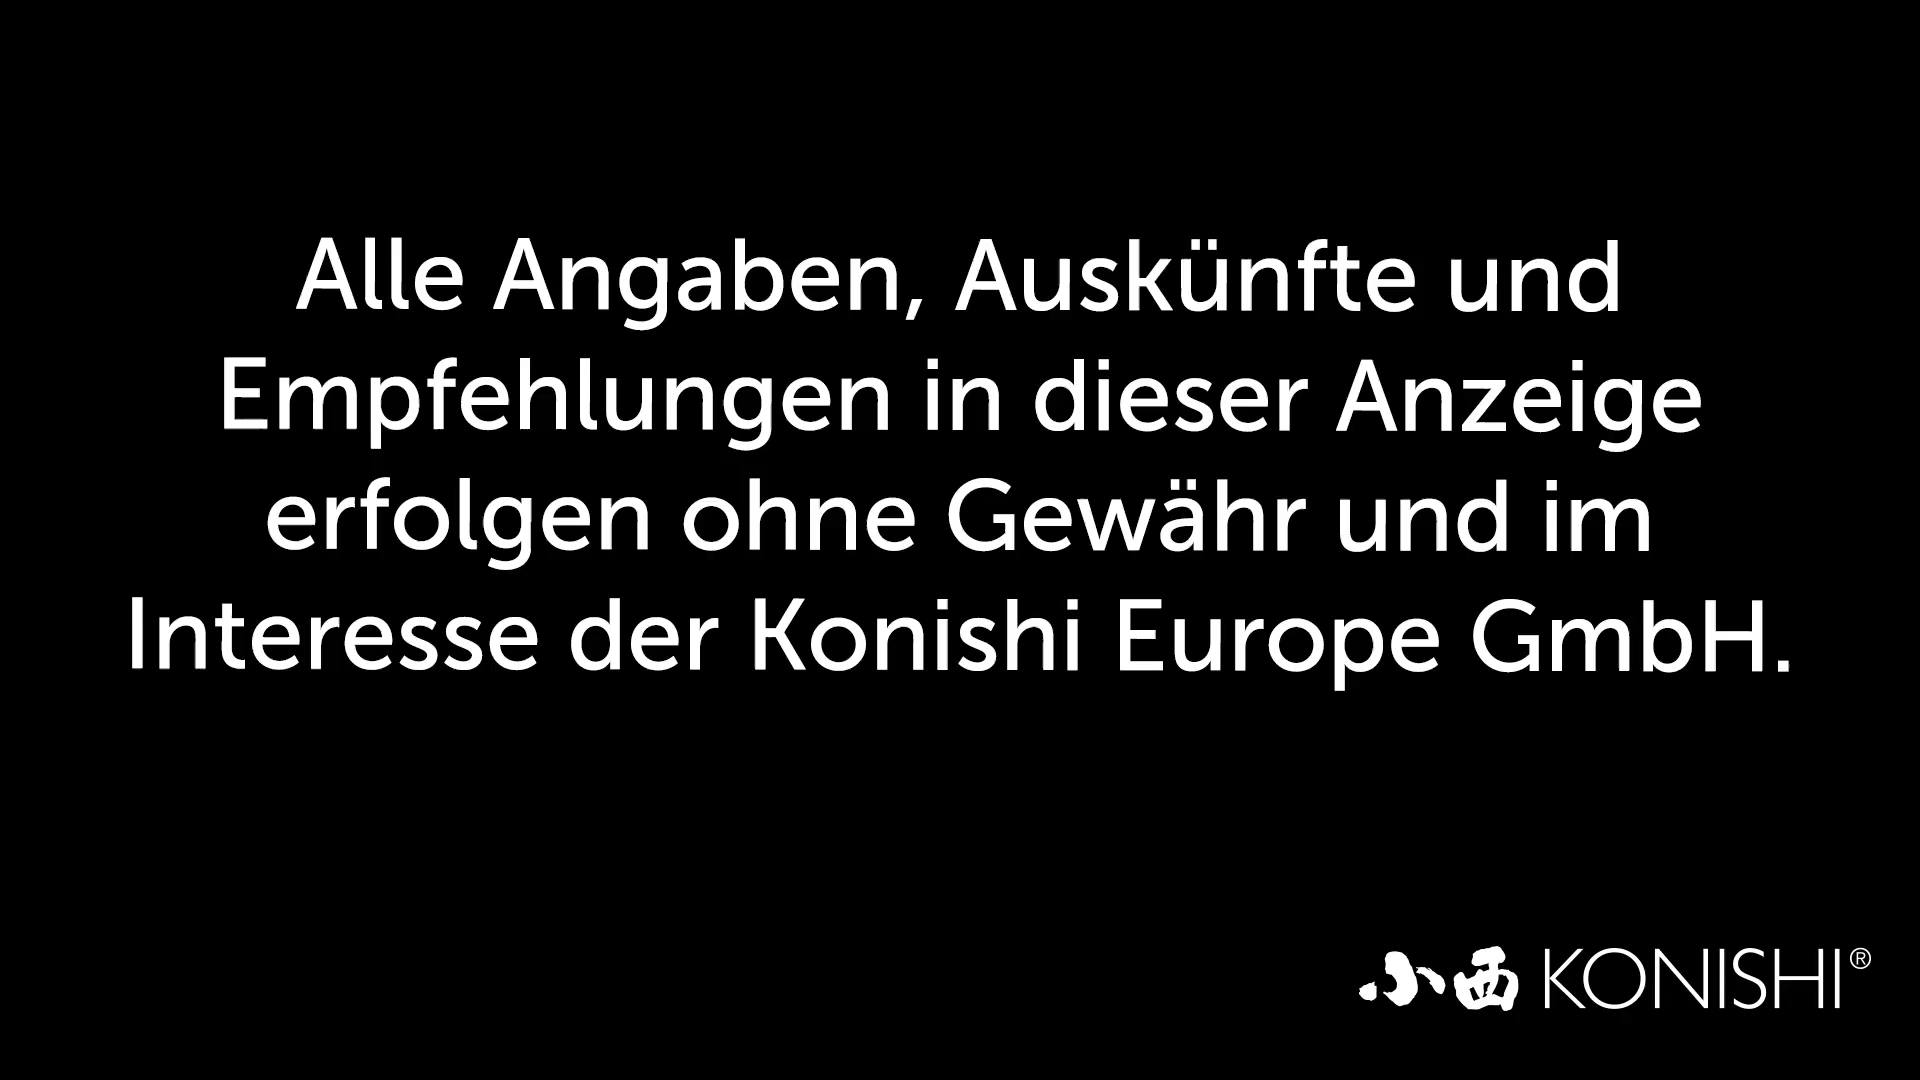 Alle Angaben, Auskünfte und
Empfehlungen in dieser Anzeige
erfolgen ohne Gewähr und im
Interesse der Konishi Europe GmbH.
小西 KONISHI®